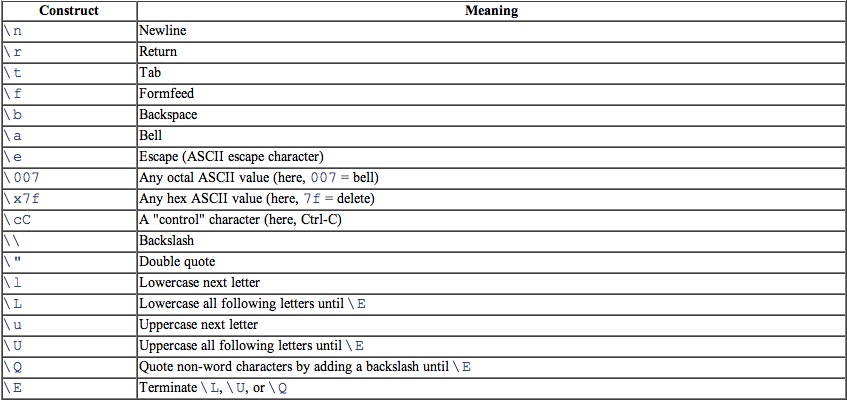 Construct Meaning
\n Newline
\r Return
\t Tab
\f Formfeed
\b Backspace
\a Bell
\e Escape (ASCII escape character)
\007 Any octal ASCII value (here, 007 = bell)
\x7f Any hex ASCII value (here, 7f = delete)
\cC A "control" character (here, Ctrl-C)
\\ Backslash
\" Double quote
\l Lowercase next letter
\L Lowercase all following letters until \E
\u Uppercase next letter
\U Uppercase all following letters until \E
\Q Quote non-word characters by adding a backslash until \E
\E Terminate \L, \U, or \Q